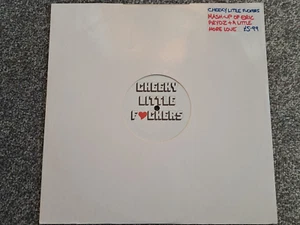 CHEEKY LITTLE FUCKERS
MASH-UP OF ERIC
PRYDZ + A LITTLE
MORE LOVE £5.99
CHEEKY
LITTLE
F♥CKERS